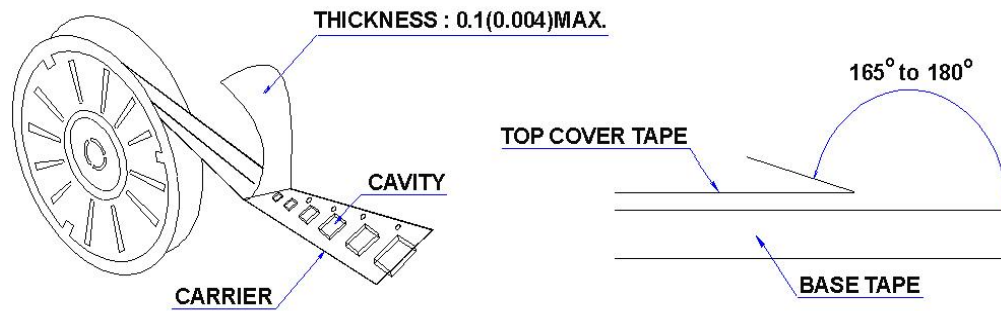 THICKNESS : 0.1(0.004)MAX.
CAVITY
CARRIER
165° to 180°
TOP COVER TAPE
BASE TAPE